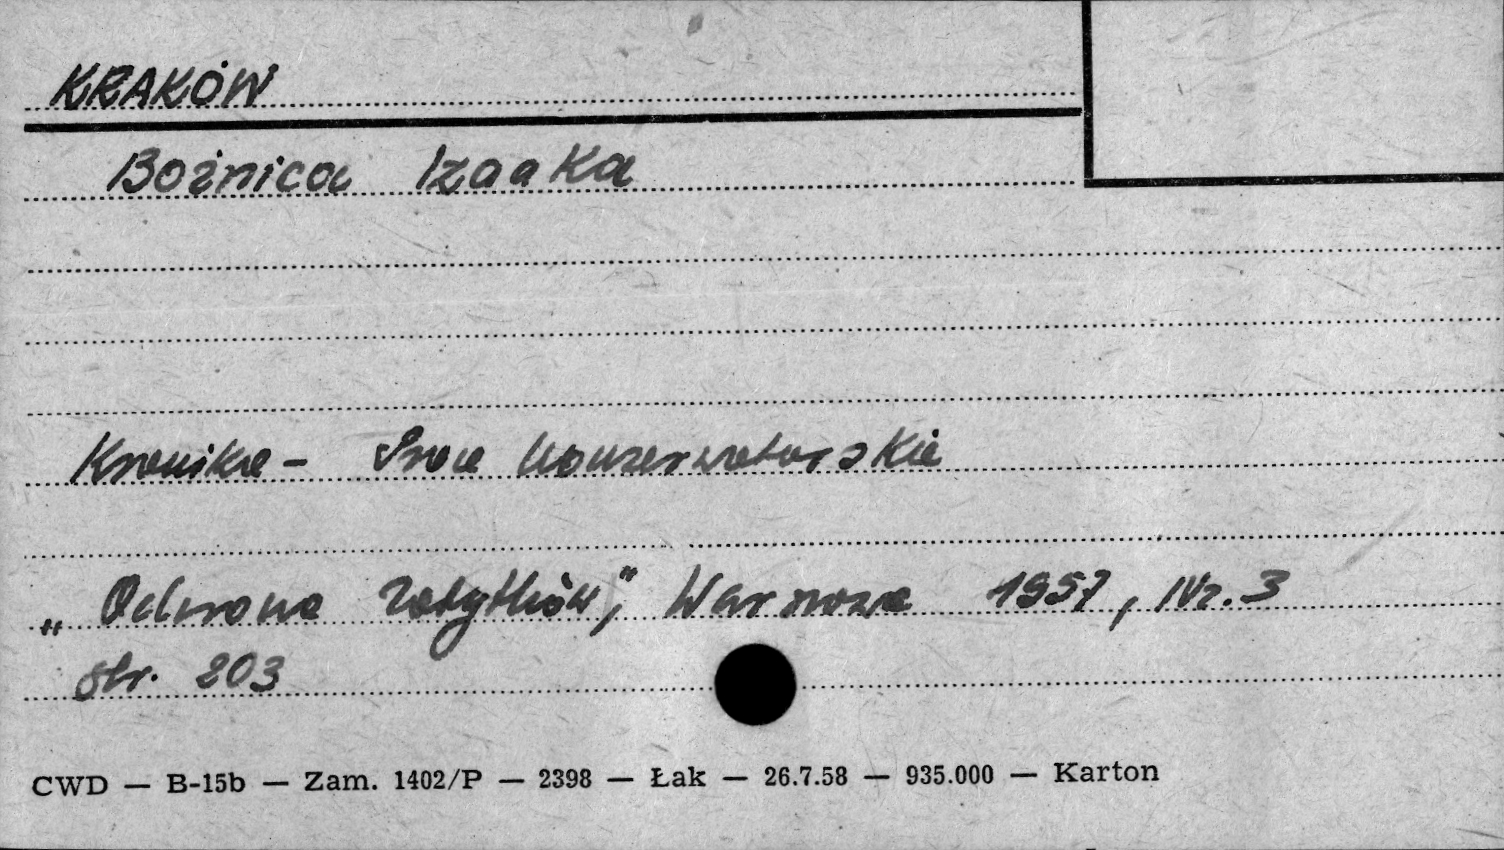 KRAKÓW
Bożnica Izaaka
Kronika - Prace konserwatorskie
„Ochrona Zabytków”, Warszawa 1957, Nr. 3
str. 203
CWD — B-15b — Zam. 1402/P — 2398 — Łak — 26.7.58 — 935.000 — Karton